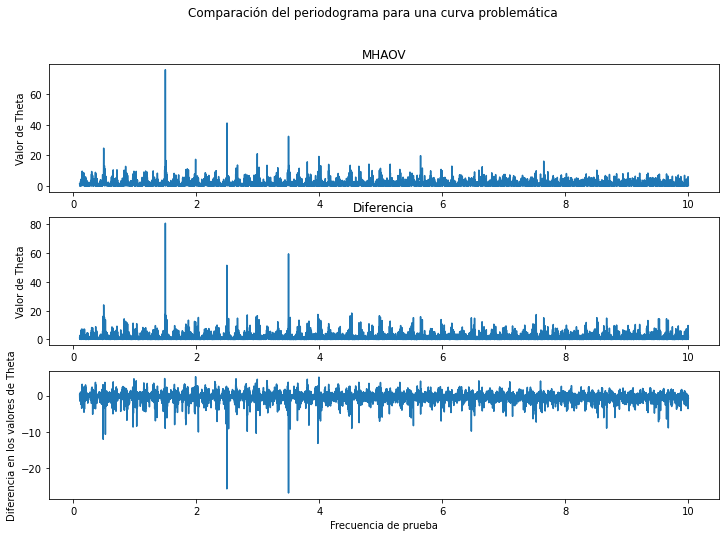 Comparación del periodograma para una curva problemática
MHAOV
Valor de Theta
60
40
20
0
0 2 4 6 8 10
Diferencia
Valor de Theta
80
60
40
20
0
0 2 4 6 8 10
Diferencia en los valores de Theta
0
−10
−20
0 2 4 6 8 10
Frecuencia de prueba